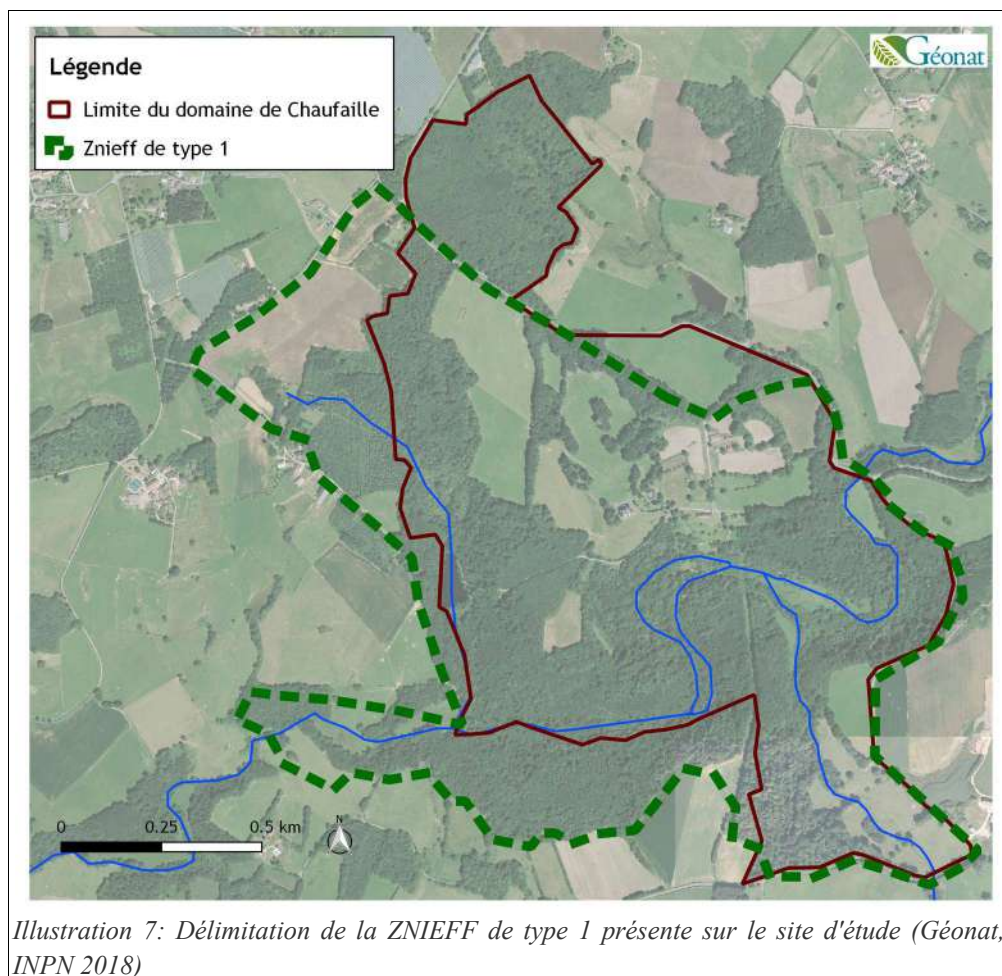 Légende
Limite du domaine de Chaufaille
Znieff de type 1
Géonat
0 0.25 0.5 km
N
Illustration 7: Délimitation de la ZNIEFF de type 1 présente sur le site d'étude (Géonat,
INPN 2018)